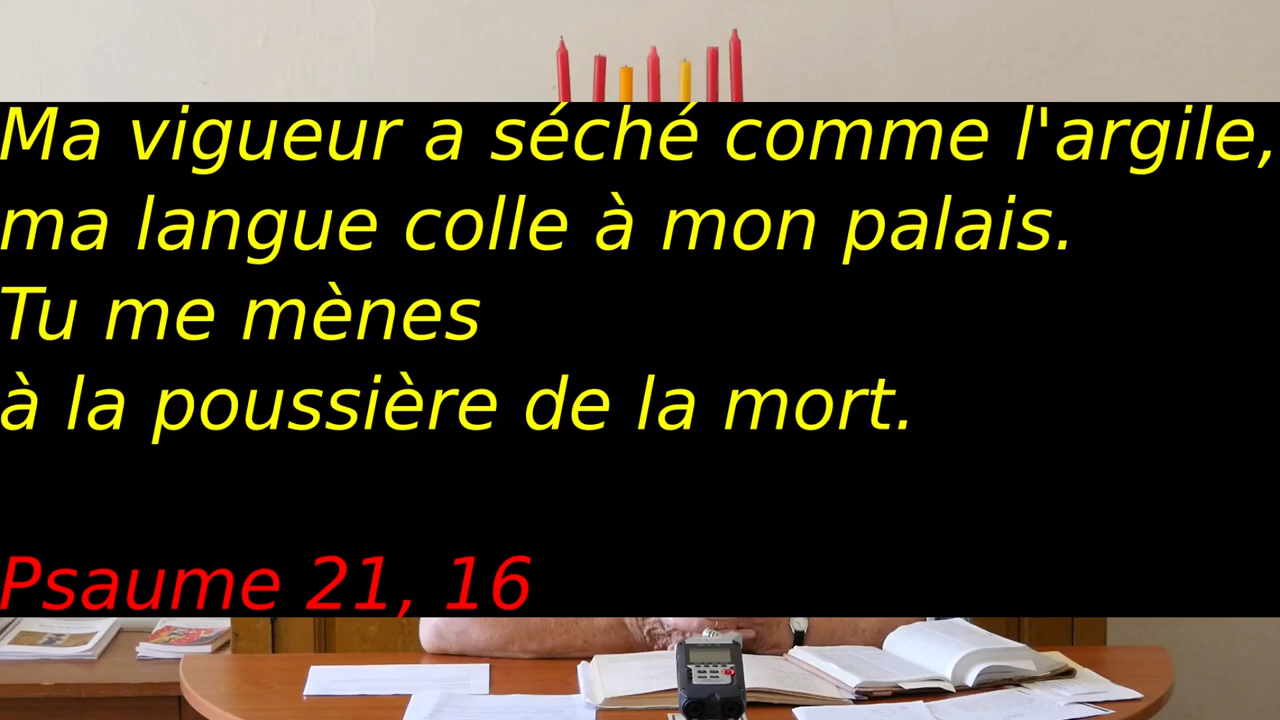 Ma vigueur a séché comme l'argile,
ma langue colle à mon palais.
Tu me mènes
à la poussière de la mort.
Psaume 21, 16